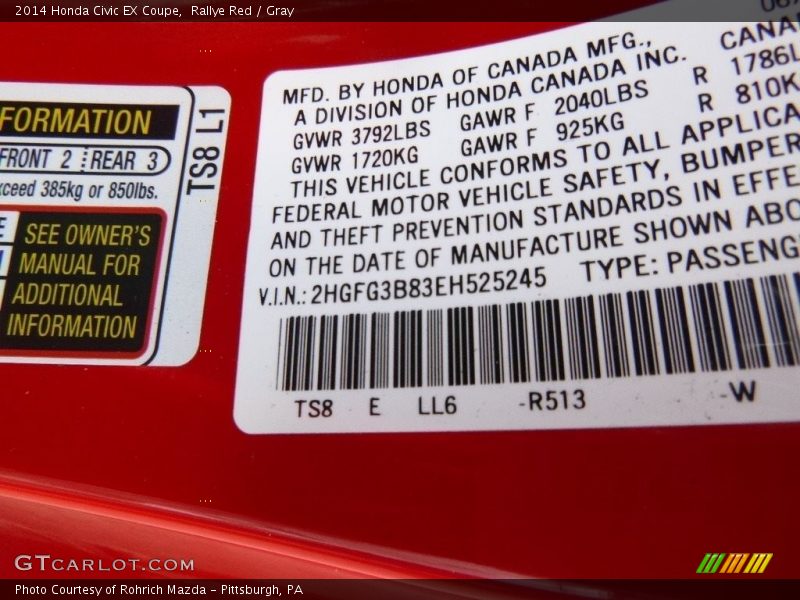 2014 Honda Civic EX Coupe, Rallye Red / Gray
FORMATION
FRONT 2 REAR 3
xceed 385kg or 850lbs.
SEE OWNER'S
MANUAL FOR
ADDITIONAL
INFORMATION
TS8 L1
MFD. BY HONDA OF CANADA MFG.,
A DIVISION OF HONDA CANADA INC. CANA
GVWR 3792LBS GAWR F 2040LBS R 1786L
GVWR 1720KG GAWR F 925KG R 810K
THIS VEHICLE CONFORMS TO ALL APPLICA
FEDERAL MOTOR VEHICLE SAFETY, BUMPER
AND THEFT PREVENTION STANDARDS IN EFFE
ON THE DATE OF MANUFACTURE SHOWN ABO
V.I.N.: 2HGFG3B83EH525245 TYPE: PASSENG
TS8 E LL6 -R513 -W
GTCARLOT.COM
Photo Courtesy of Rohrich Mazda - Pittsburgh, PA